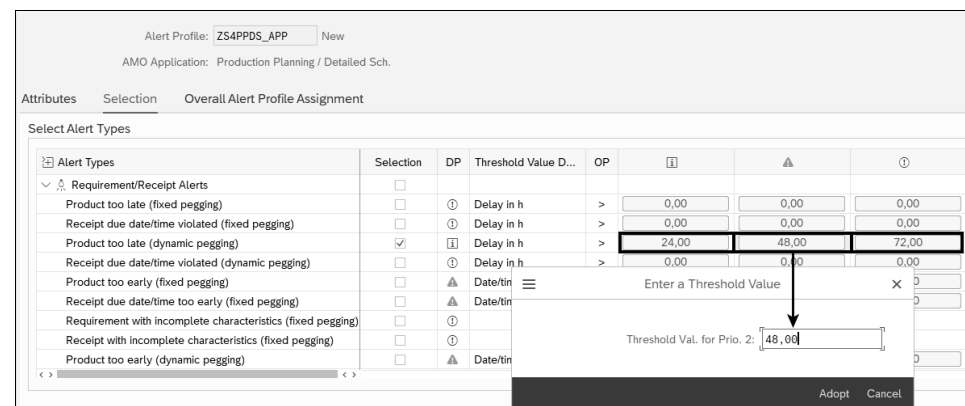 Alert Profile: ZS4PPDS_APP New
AMO Application: Production Planning / Detailed Sch.
Attributes Selection Overall Alert Profile Assignment
Select Alert Types
Alert Types Selection DP Threshold Value D... OP
Requirement/Receipt Alerts
Product too late (fixed pegging) Delay in h > 0,00 0,00 0,00
Receipt due date/time violated (fixed pegging) Delay in h > 0,00 0,00 0,00
Product too late (dynamic pegging) Delay in h > 24,00 48,00 72,00
Receipt due date/time violated (dynamic pegging) Delay in h > 0,00 0,00 0,00
Product too early (fixed pegging) Date/tin
Receipt due date/time too early (fixed pegging) Date/tin
Requirement with incomplete characteristics (fixed pegging)
Receipt with incomplete characteristics (fixed pegging)
Product too early (dynamic pegging) Date/tin
Enter a Threshold Value
Threshold Val. for Prio. 2: 48,00
Adopt Cancel